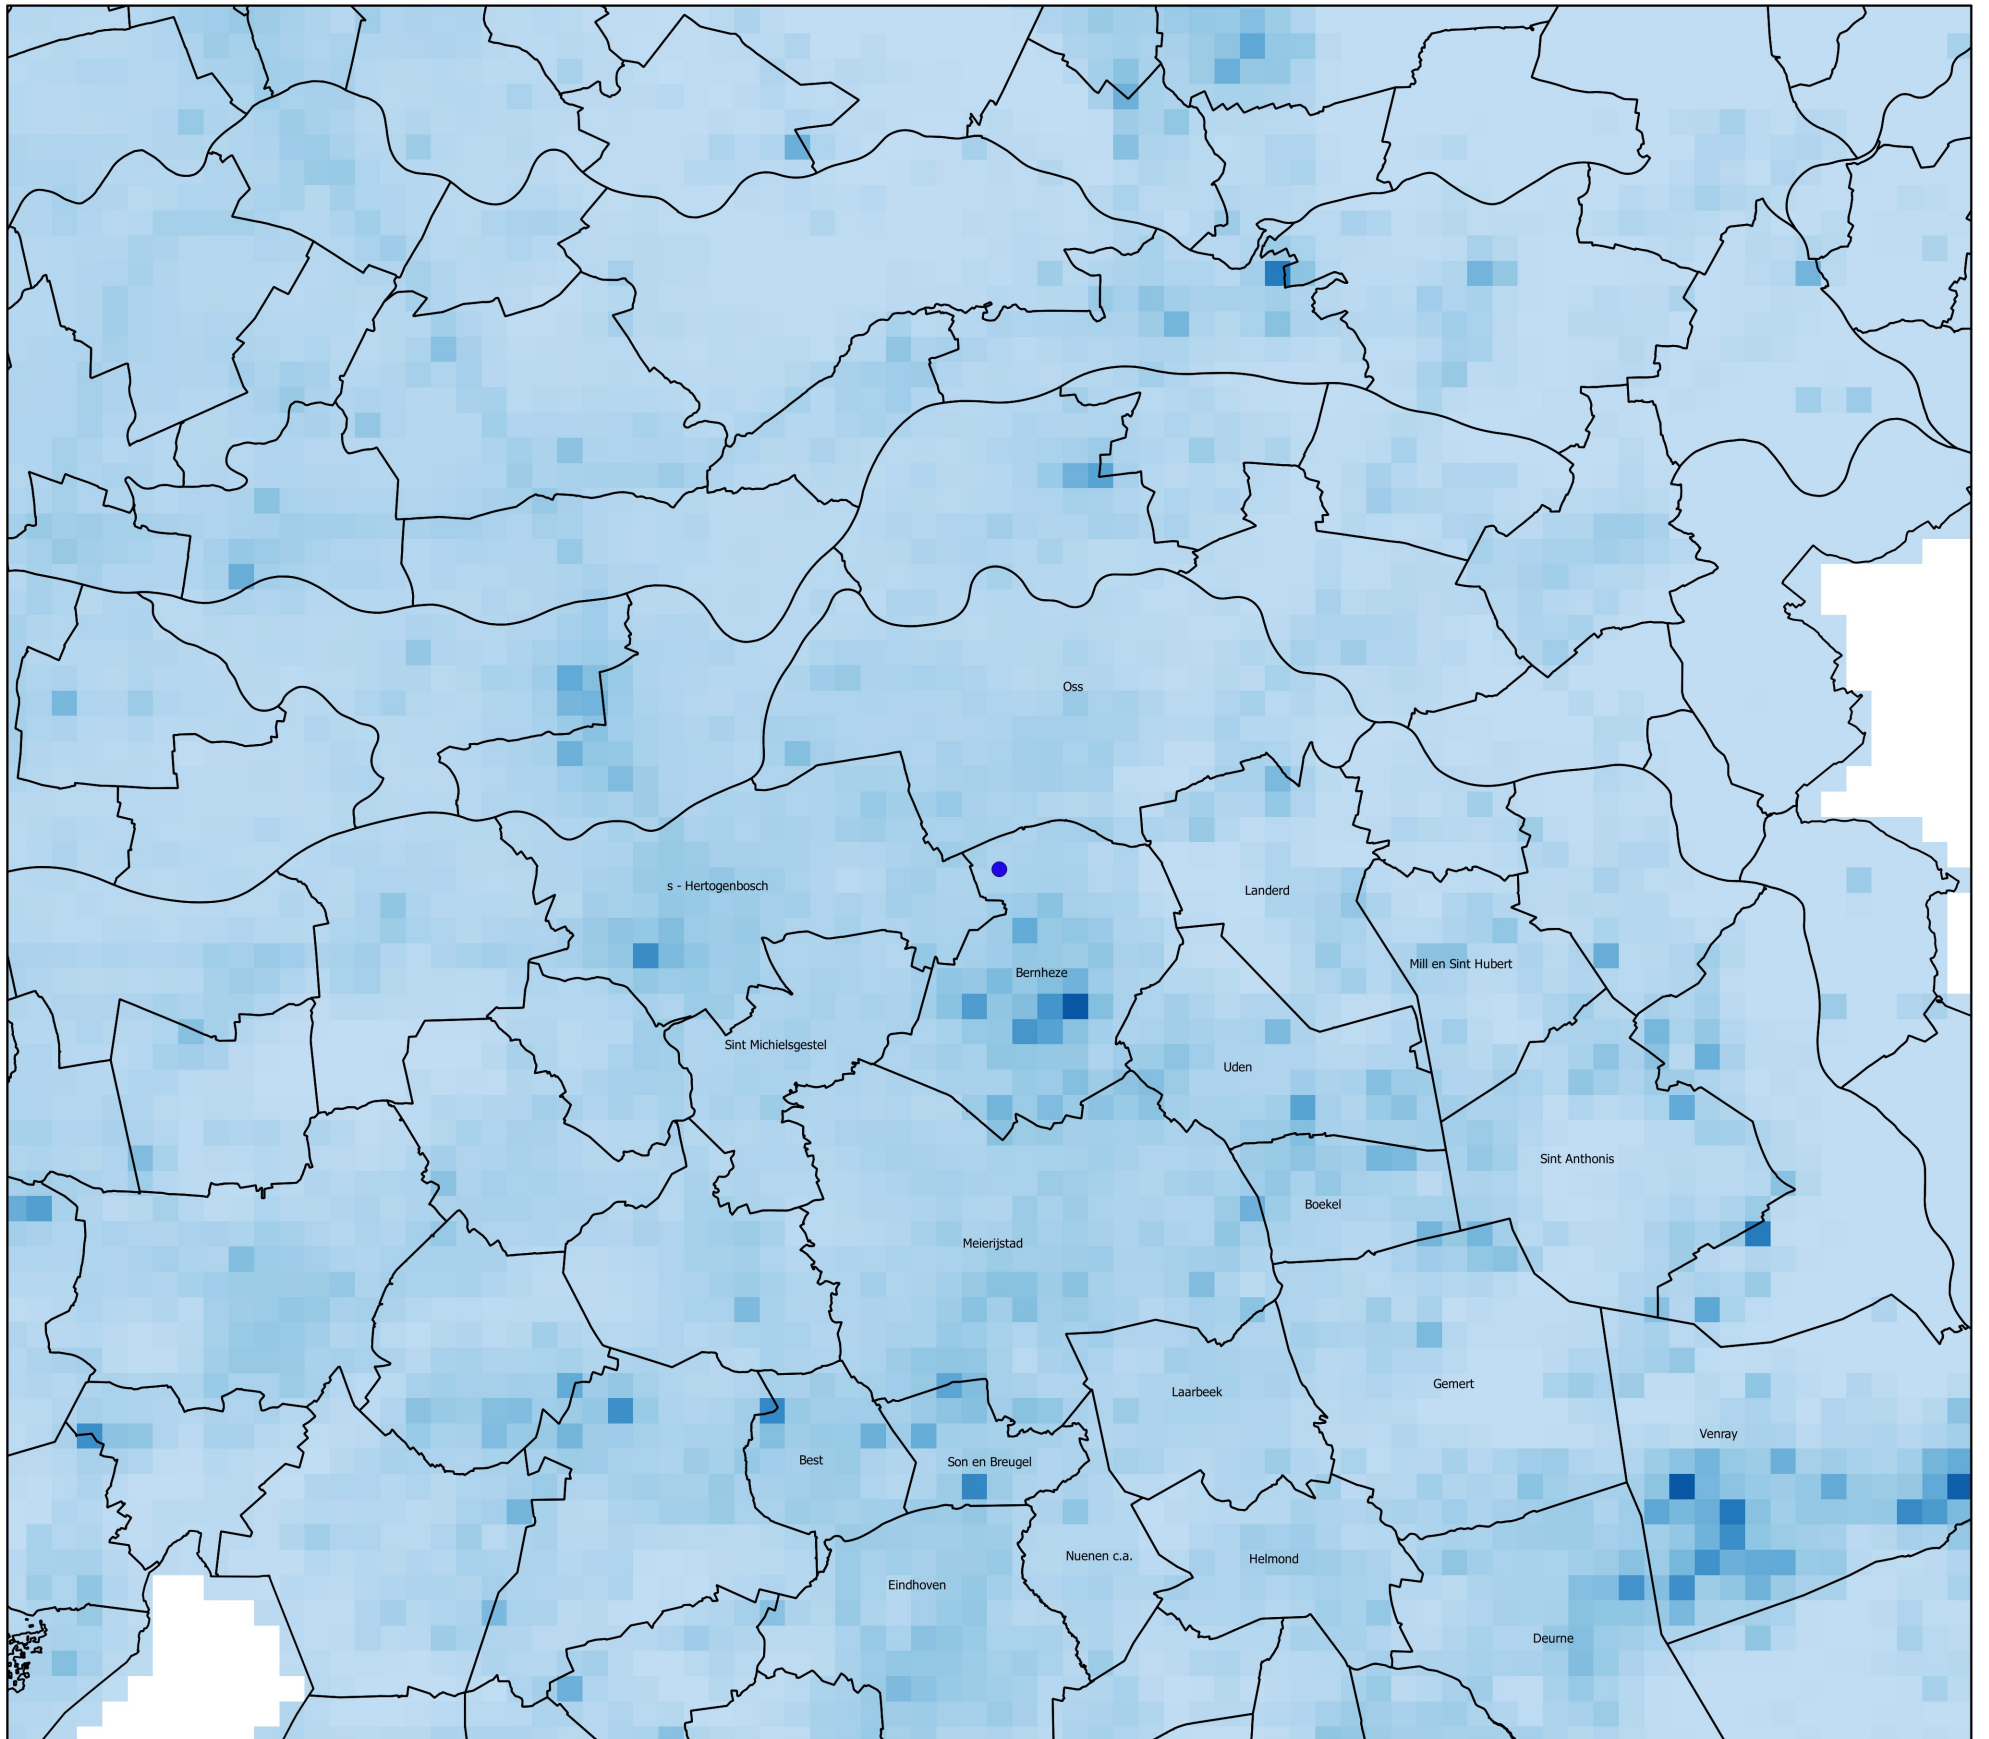 Oss
s - Hertogenbosch
Landerd
Mill en Sint Hubert
Bernheze
Sint Michielsgestel
Uden
Sint Anthonis
Boekel
Meierijstad
Gemert
Laarbeek
Venray
Best
Son en Breugel
Nuenen c.a.
Helmond
Eindhoven
Deurne